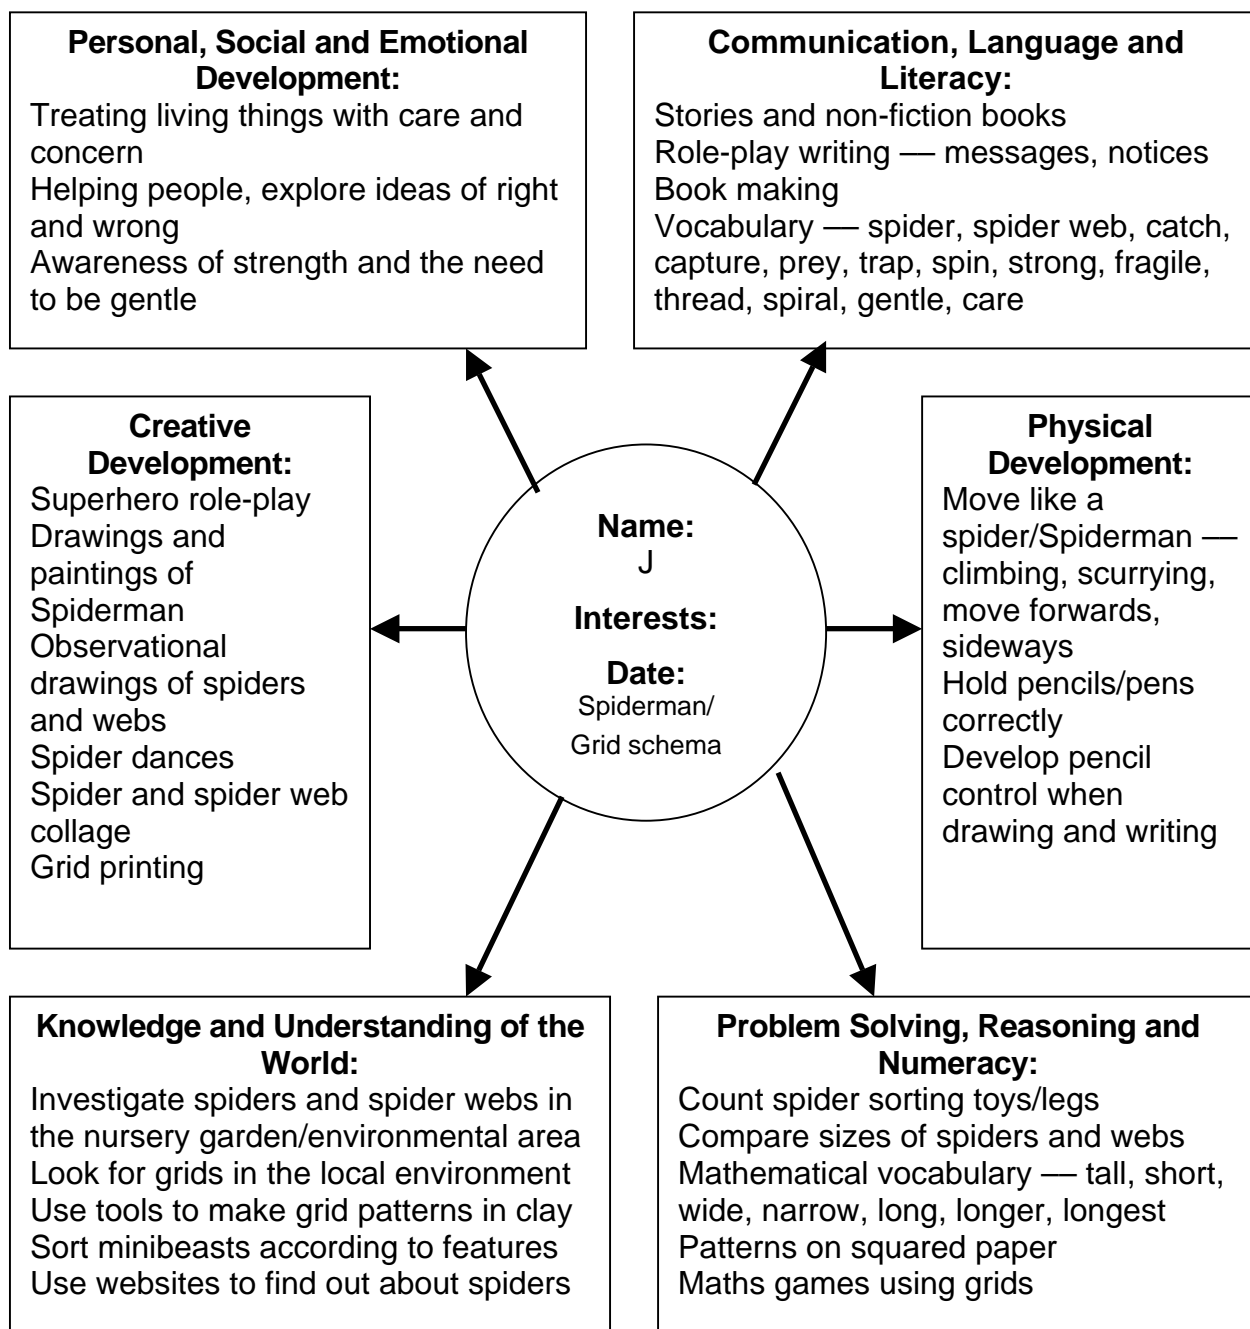 Personal, Social and Emotional
Development:
Treating living things with care and
concern
Helping people, explore ideas of right
and wrong
Awareness of strength and the need
to be gentle
Communication, Language and
Literacy:
Stories and non-fiction books
Role-play writing — messages, notices
Book making
Vocabulary — spider, spider web, catch,
capture, prey, trap, spin, strong, fragile,
thread, spiral, gentle, care
Creative
Development:
Superhero role-play
Drawings and
paintings of
Spiderman
Observational
drawings of spiders
and webs
Spider dances
Spider and spider web
collage
Grid printing
Name:
J
Interests:
Date:
Spiderman/
Grid schema
Physical
Development:
Move like a
spider/Spiderman —
climbing, scurrying,
move forwards,
sideways
Hold pencils/pens
correctly
Develop pencil
control when
drawing and writing
Knowledge and Understanding of the
World:
Investigate spiders and spider webs in
the nursery garden/environmental area
Look for grids in the local environment
Use tools to make grid patterns in clay
Sort minibeasts according to features
Use websites to find out about spiders
Problem Solving, Reasoning and
Numeracy:
Count spider sorting toys/legs
Compare sizes of spiders and webs
Mathematical vocabulary — tall, short,
wide, narrow, long, longer, longest
Patterns on squared paper
Maths games using grids